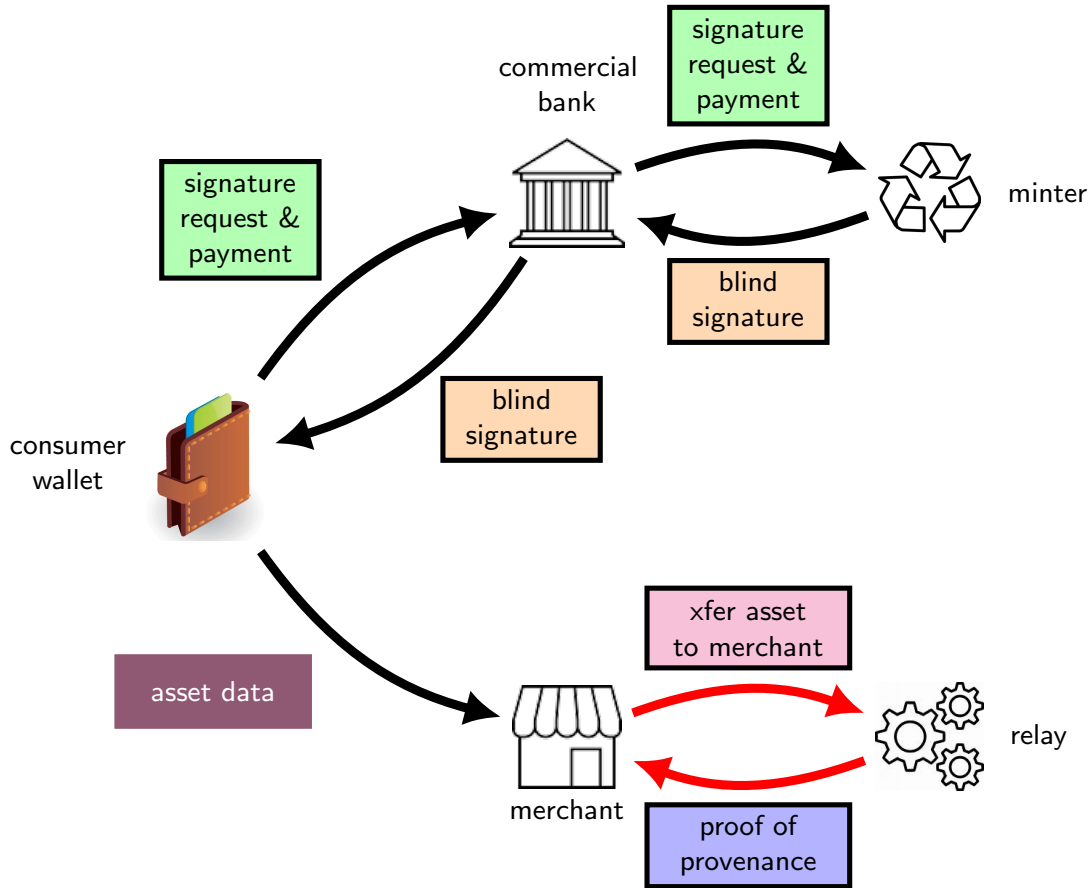 signature
request &
payment
commercial
bank
signature
request &
payment
minter
blind
signature
blind
signature
consumer
wallet
xfer asset
to merchant
asset data
relay
merchant
proof of
provenance